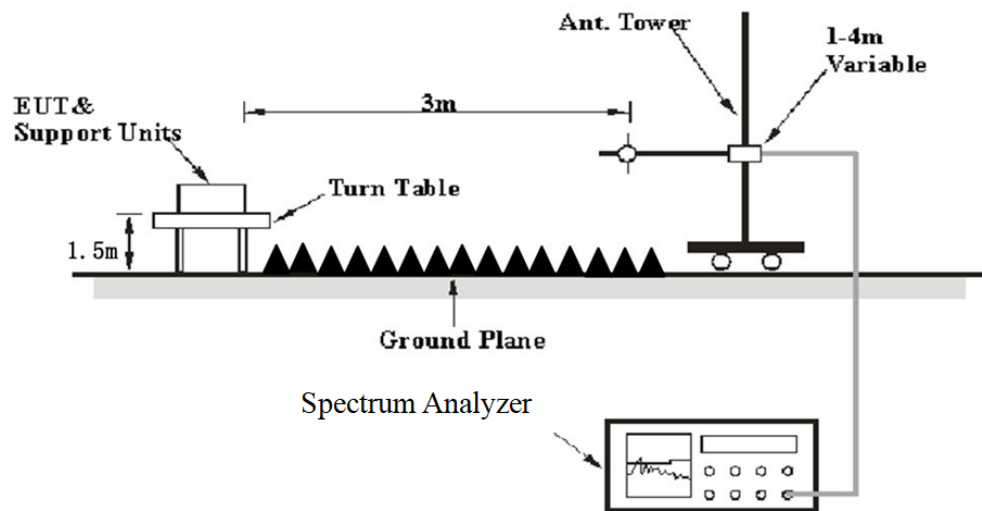 Ant. Tower
1-4m
Variable
EUT&
Support Units
3m
Turn Table
1.5m
Ground Plane
Spectrum Analyzer